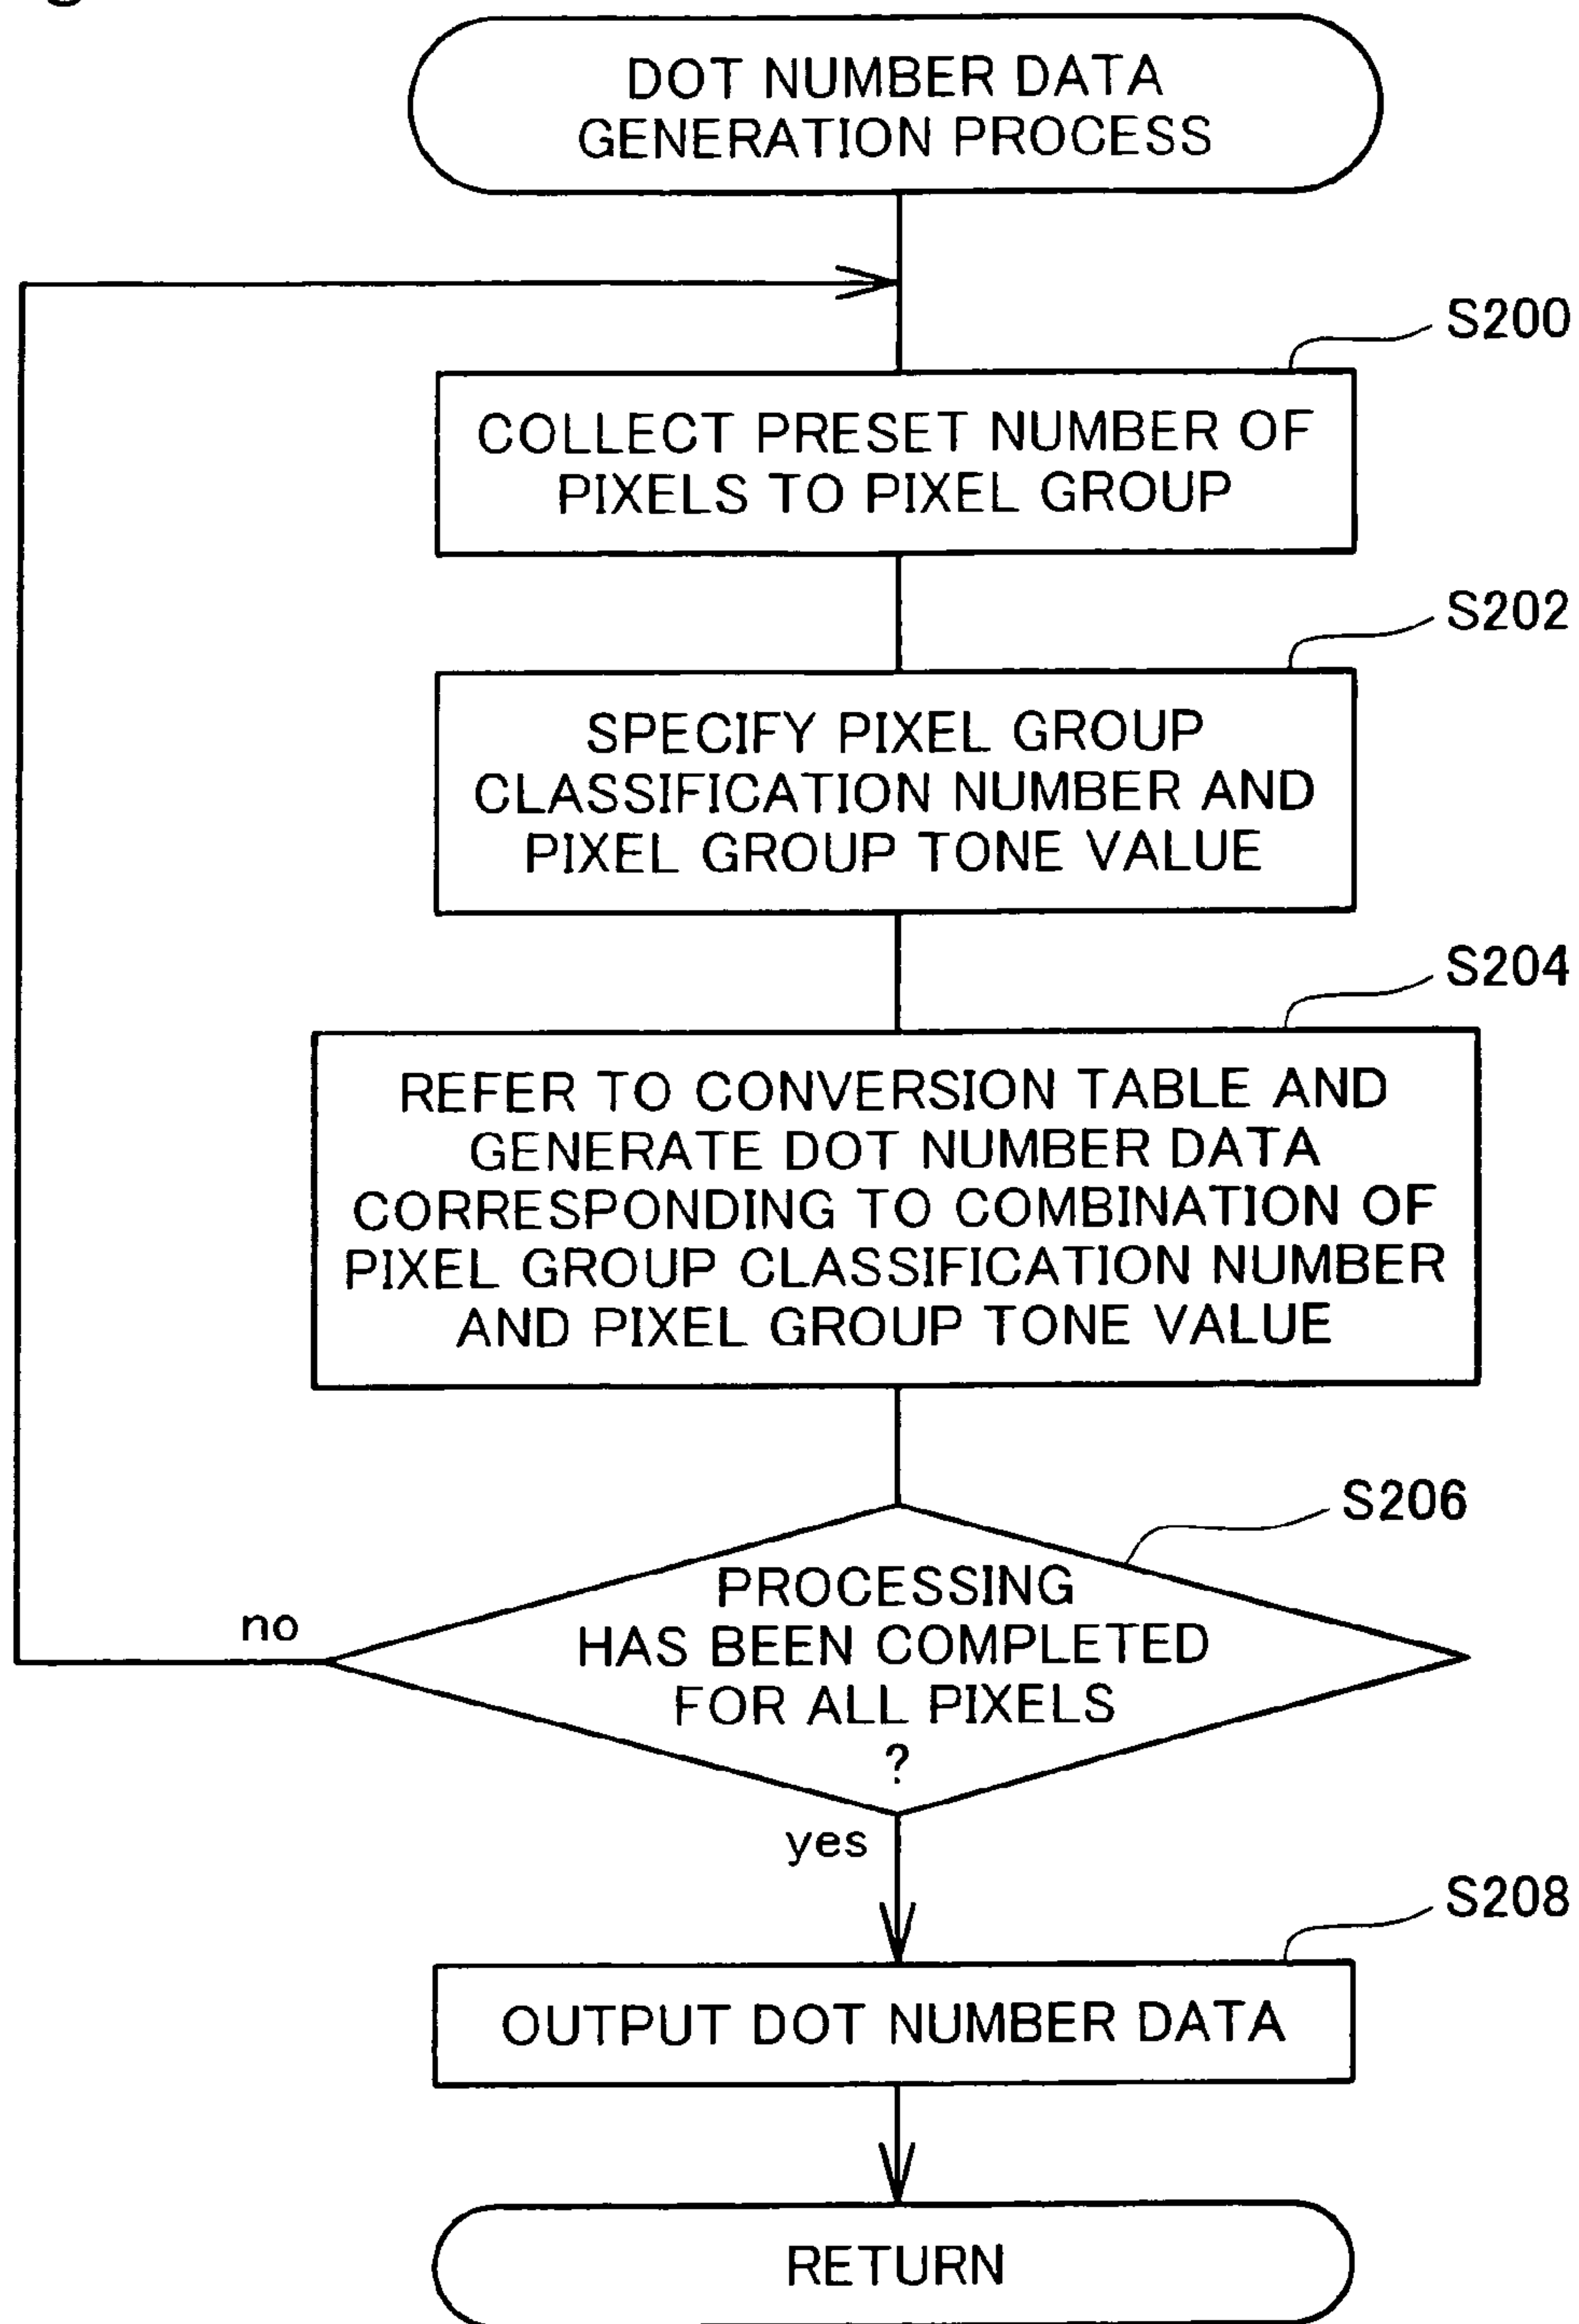 DOT NUMBER DATA
GENERATION PROCESS
S200
COLLECT PRESET NUMBER OF
PIXELS TO PIXEL GROUP
S202
SPECIFY PIXEL GROUP
CLASSIFICATION NUMBER AND
PIXEL GROUP TONE VALUE
S204
REFER TO CONVERSION TABLE AND
GENERATE DOT NUMBER DATA
CORRESPONDING TO COMBINATION OF
PIXEL GROUP CLASSIFICATION NUMBER
AND PIXEL GROUP TONE VALUE
S206
PROCESSING
HAS BEEN COMPLETED
FOR ALL PIXELS
?
no
yes
S208
OUTPUT DOT NUMBER DATA
RETURN